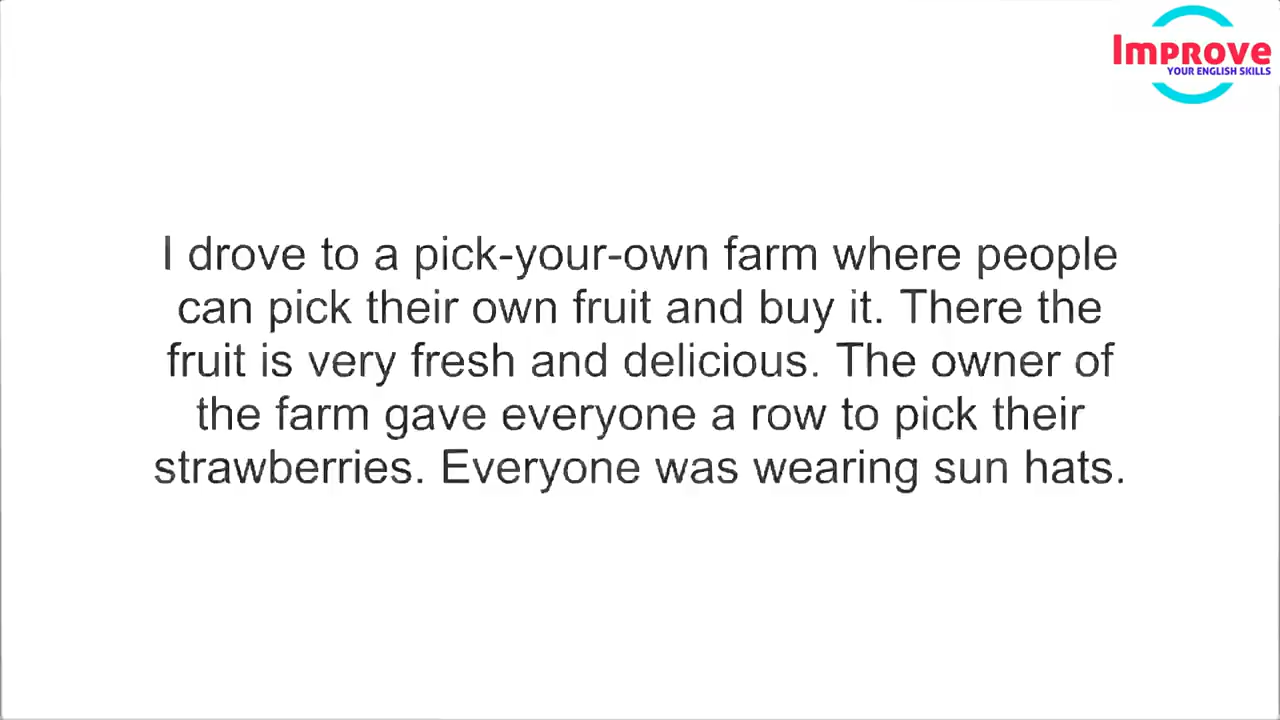 Improve
YOUR ENGLISH SKILLS
I drove to a pick-your-own farm where people
can pick their own fruit and buy it. There the
fruit is very fresh and delicious. The owner of
the farm gave everyone a row to pick their
strawberries. Everyone was wearing sun hats.